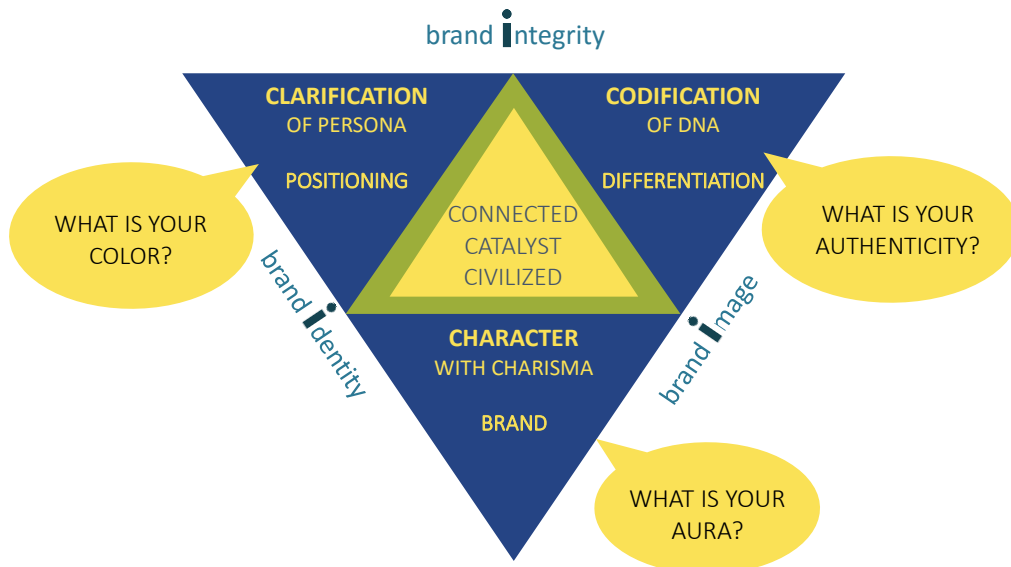 brand integrity
CLARIFICATION
OF PERSONA
POSITIONING
CODIFICATION
OF DNA
DIFFERENTIATION
WHAT IS YOUR
COLOR?
WHAT IS YOUR
AUTHENTICITY?
CONNECTED
CATALYST
CIVILIZED
brand identity
brand image
CHARACTER
WITH CHARISMA
BRAND
WHAT IS YOUR
AURA?